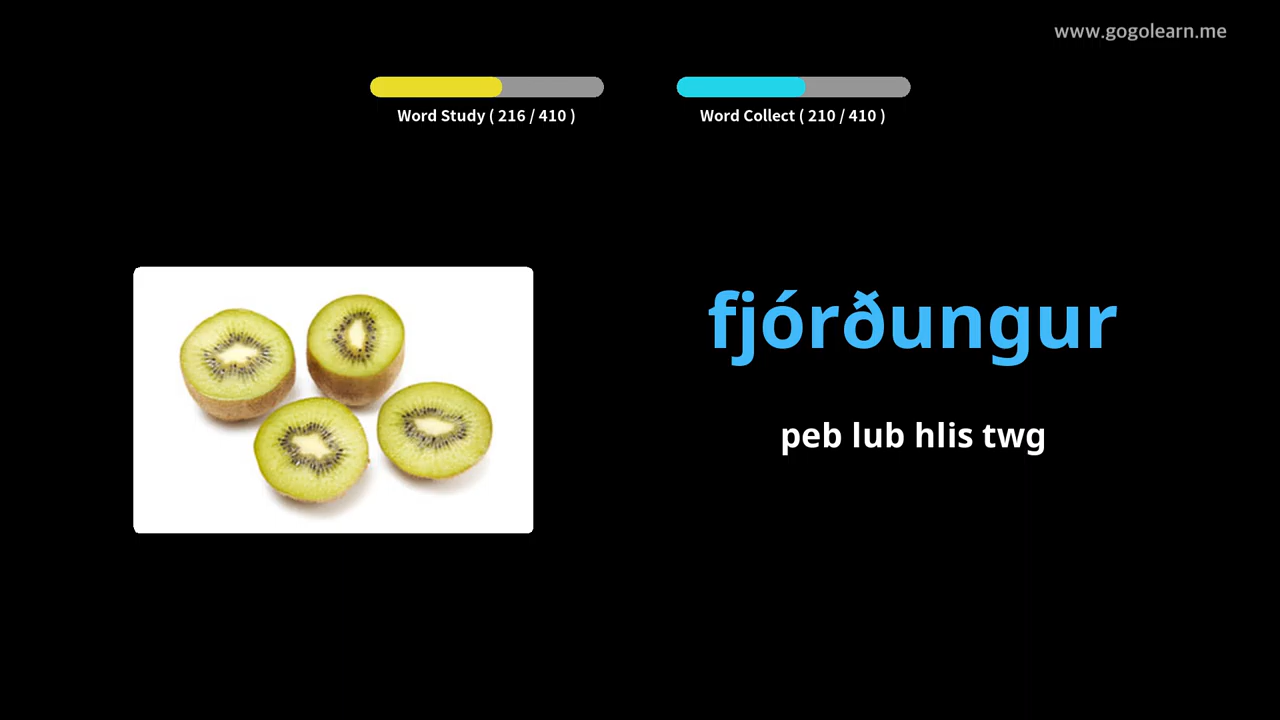 www.gogolearn.me
Word Study ( 216 / 410 )
Word Collect ( 210 / 410 )
fjórðungur
peb lub hlis twg